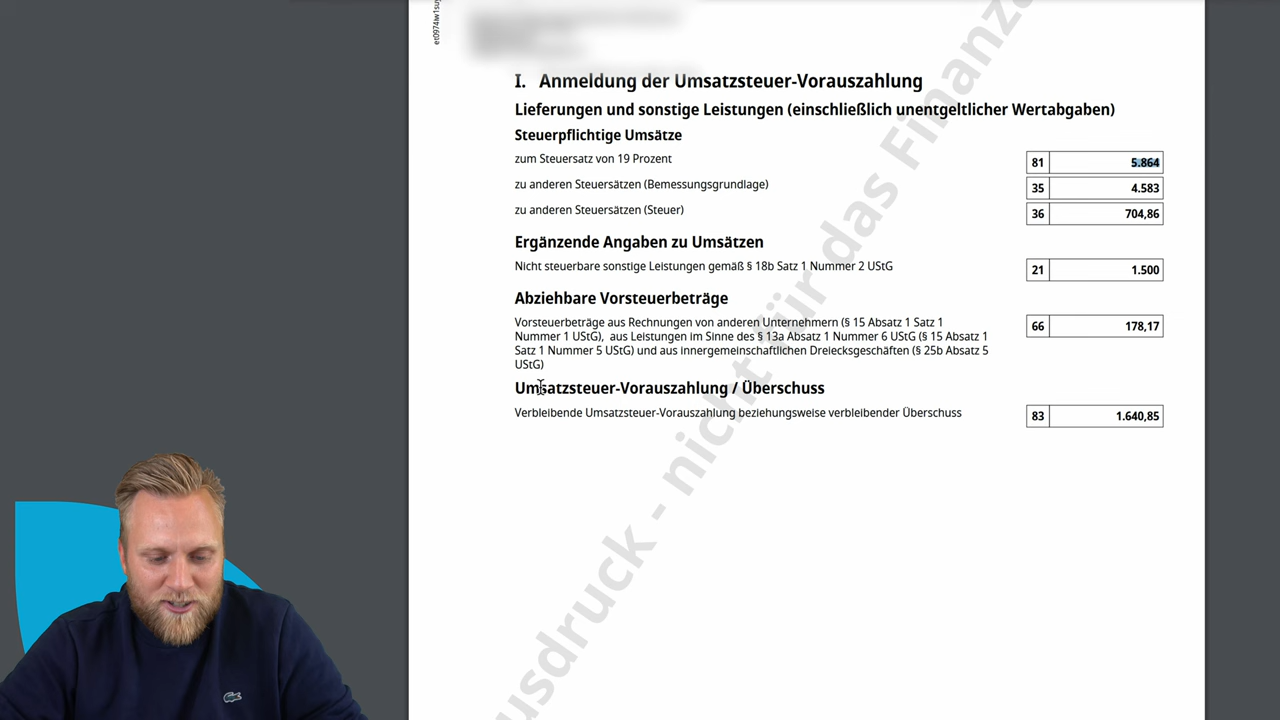 et0974iw1su
I. Anmeldung der Umsatzsteuer-Vorauszahlung
Lieferungen und sonstige Leistungen (einschließlich unentgeltlicher Wertabgaben)
Steuerpflichtige Umsätze
zum Steuersatz von 19 Prozent 81 5.864
zu anderen Steuersätzen (Bemessungsgrundlage) 35 4.583
zu anderen Steuersätzen (Steuer) 36 704,86
Ergänzende Angaben zu Umsätzen
Nicht steuerbare sonstige Leistungen gemäß § 18b Satz 1 Nummer 2 UStG 21 1.500
Abziehbare Vorsteuerbeträge
Vorsteuerbeträge aus Rechnungen von anderen Unternehmern (§ 15 Absatz 1 Satz 1 66 178,17
Nummer 1 UStG), aus Leistungen im Sinne des § 13a Absatz 1 Nummer 6 UStG (§ 15 Absatz 1
Satz 1 Nummer 5 UStG) und aus innergemeinschaftlichen Dreiecksgeschäften (§ 25b Absatz 5
UStG)
Umsatzsteuer-Vorauszahlung / Überschuss
Verbleibende Umsatzsteuer-Vorauszahlung beziehungsweise verbleibender Überschuss 83 1.640,85
usdruck - nicht für das Finanz